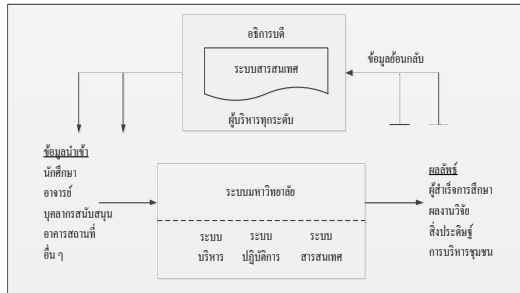 อธิการบดี
ระบบสารสนเทศ
ผู้บริหารทุกระดับ
ข้อมูลย้อนกลับ
ข้อมูลนำเข้า
นักศึกษา
อาจารย์
บุคลากรสนับสนุน
อาคารสถานที่
อื่น ๆ
ระบบมหาวิทยาลัย
ระบบ ระบบ ระบบ
บริหาร ปฏิบัติการ สารสนเทศ
ผลลัพธ์
ผู้สำเร็จการศึกษา
ผลงานวิจัย
สิ่งประดิษฐ์
การบริหารชุมชน